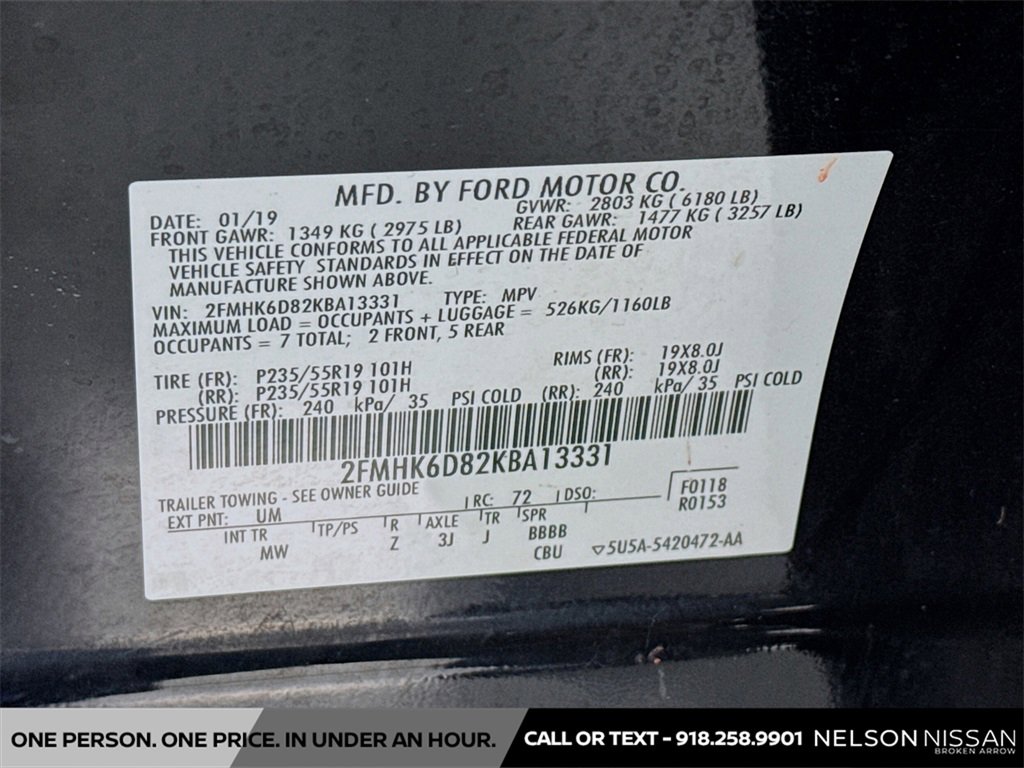 MFD. BY FORD MOTOR CO.
DATE: 01/19 GVWR: 2803 KG ( 6180 LB)
FRONT GAWR: 1349 KG ( 2975 LB) REAR GAWR: 1477 KG ( 3257 LB)
THIS VEHICLE CONFORMS TO ALL APPLICABLE FEDERAL MOTOR
VEHICLE SAFETY STANDARDS IN EFFECT ON THE DATE OF
MANUFACTURE SHOWN ABOVE.
VIN: 2FMHK6D82KBA13331 TYPE: MPV
MAXIMUM LOAD = OCCUPANTS + LUGGAGE = 526KG/1160LB
OCCUPANTS = 7 TOTAL; 2 FRONT, 5 REAR
TIRE (FR): P235/55R19 101H RIMS (FR): 19X8.0J
(RR): P235/55R19 101H (RR): 19X8.0J
PRESSURE (FR): 240 kPa/ 35 PSI COLD (RR): 240 kPa/ 35 PSI COLD
2FMHK6D82KBA13331
TRAILER TOWING - SEE OWNER GUIDE
EXT PNT: UM RC: 72 DSO: F0118
R0153
INT TR TP/PS R AXLE TR SPR
MW Z 3J J BBBB
CBU 5U5A-5420472-AA
ONE PERSON. ONE PRICE. IN UNDER AN HOUR. CALL OR TEXT - 918.258.9901 NELSON NISSAN
BROKEN ARROW